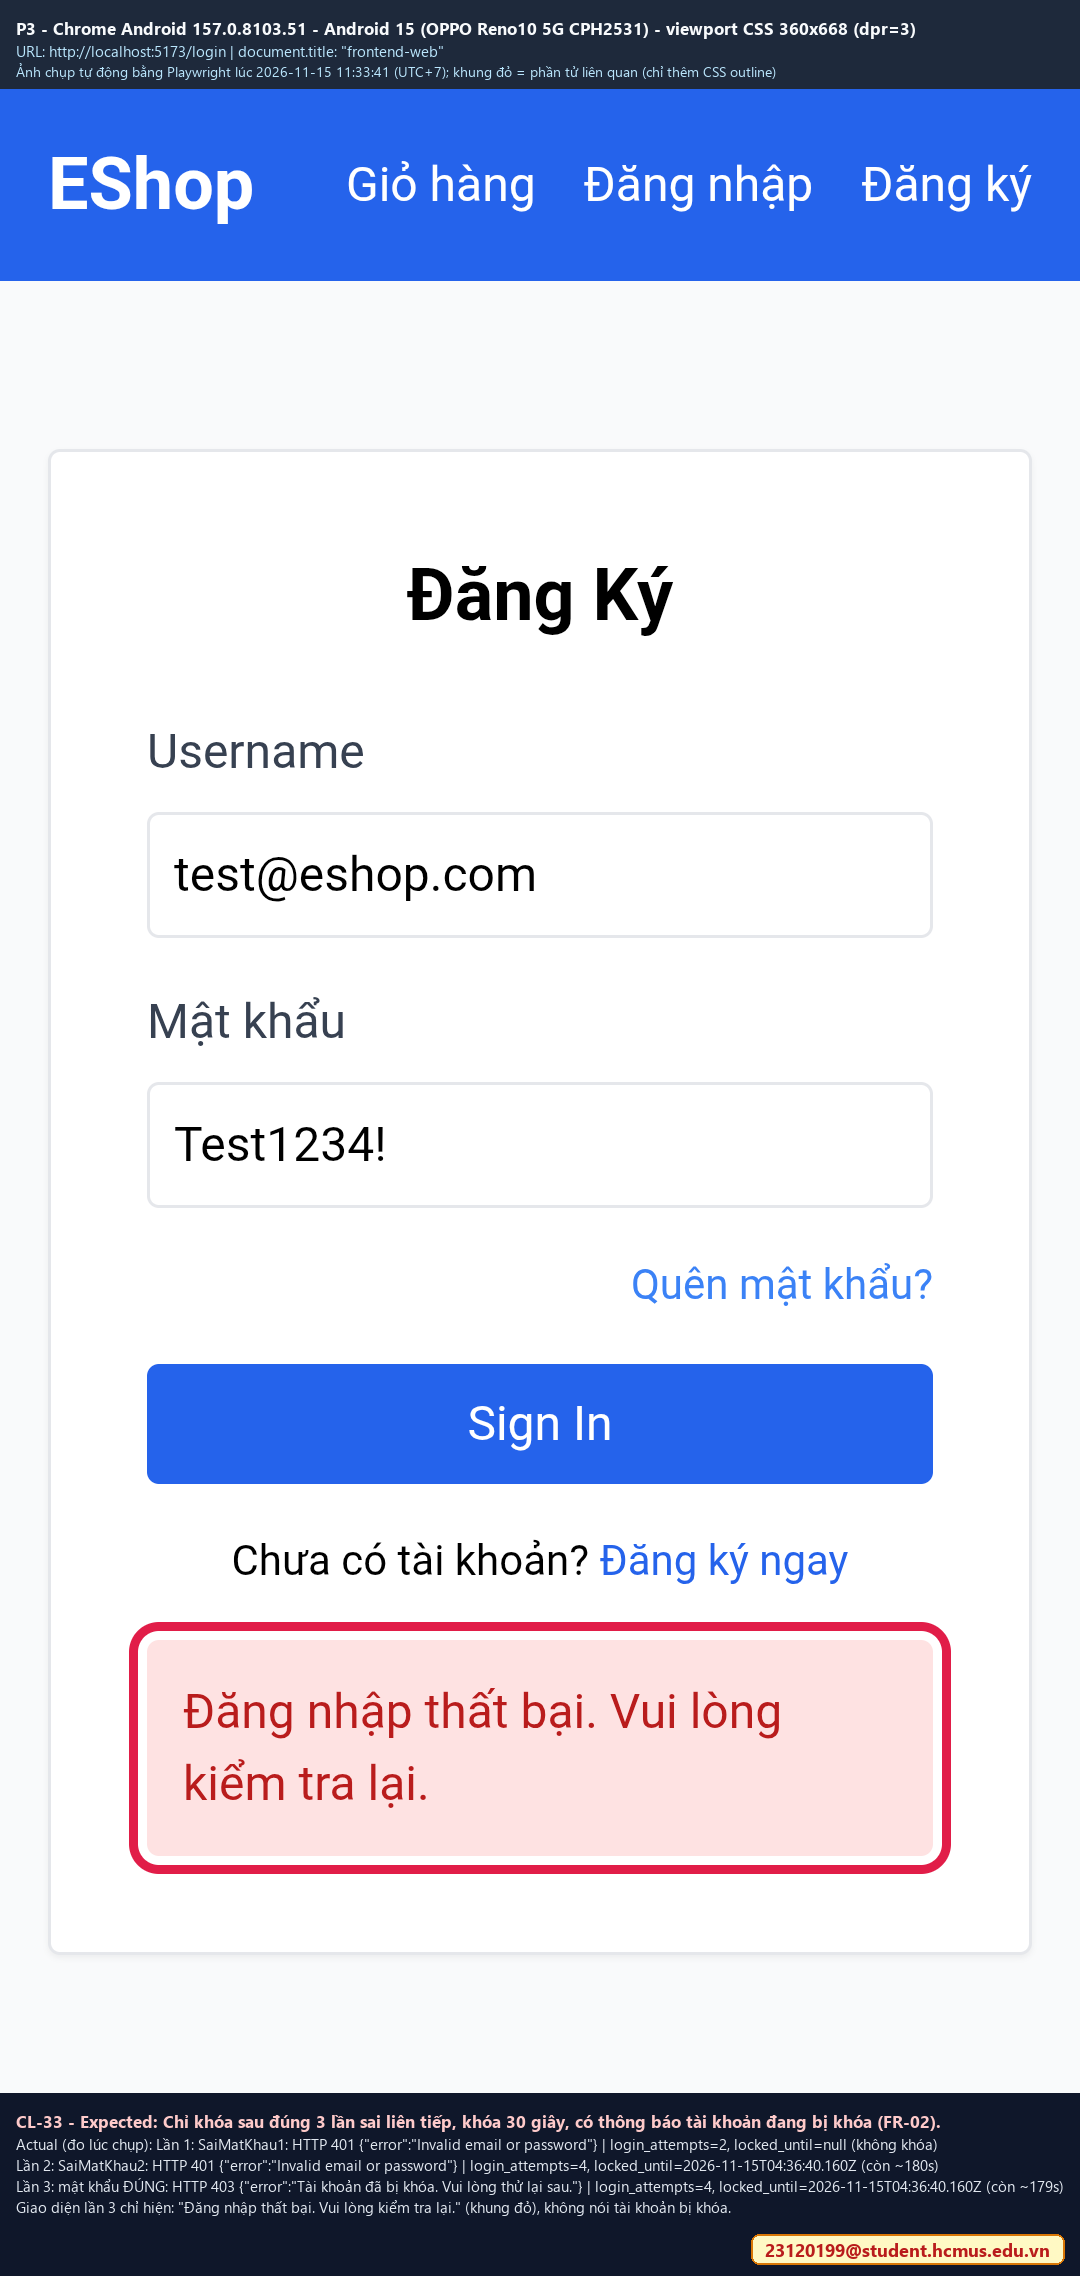 P3 - Chrome Android 157.0.8103.51 - Android 15 (OPPO Reno10 5G CPH2531) - viewport CSS 360x668 (dpr=3)
URL: http://localhost:5173/login | document.title: "frontend-web"
Ảnh chụp tự động bằng Playwright lúc 2026-11-15 11:33:41 (UTC+7); khung đỏ = phần tử liên quan (chỉ thêm CSS outline)
EShop Giỏ hàng Đăng nhập Đăng ký
Đăng Ký
Username
test@eshop.com
Mật khẩu
Test1234!
Quên mật khẩu?
Sign In
Chưa có tài khoản? Đăng ký ngay
Đăng nhập thất bại. Vui lòng
kiểm tra lại.
CL-33 - Expected: Chỉ khóa sau đúng 3 lần sai liên tiếp, khóa 30 giây, có thông báo tài khoản đang bị khóa (FR-02).
Actual (đo lúc chụp): Lần 1: SaiMatKhau1: HTTP 401 {"error":"Invalid email or password"} | login_attempts=2, locked_until=null (không khóa)
Lần 2: SaiMatKhau2: HTTP 401 {"error":"Invalid email or password"} | login_attempts=4, locked_until=2026-11-15T04:36:40.160Z (còn ~180s)
Lần 3: mật khẩu ĐÚNG: HTTP 403 {"error":"Tài khoản đã bị khóa. Vui lòng thử lại sau."} | login_attempts=4, locked_until=2026-11-15T04:36:40.160Z (còn ~179s)
Giao diện lần 3 chỉ hiện: "Đăng nhập thất bại. Vui lòng kiểm tra lại." (khung đỏ), không nói tài khoản bị khóa.
23120199@student.hcmus.edu.vn